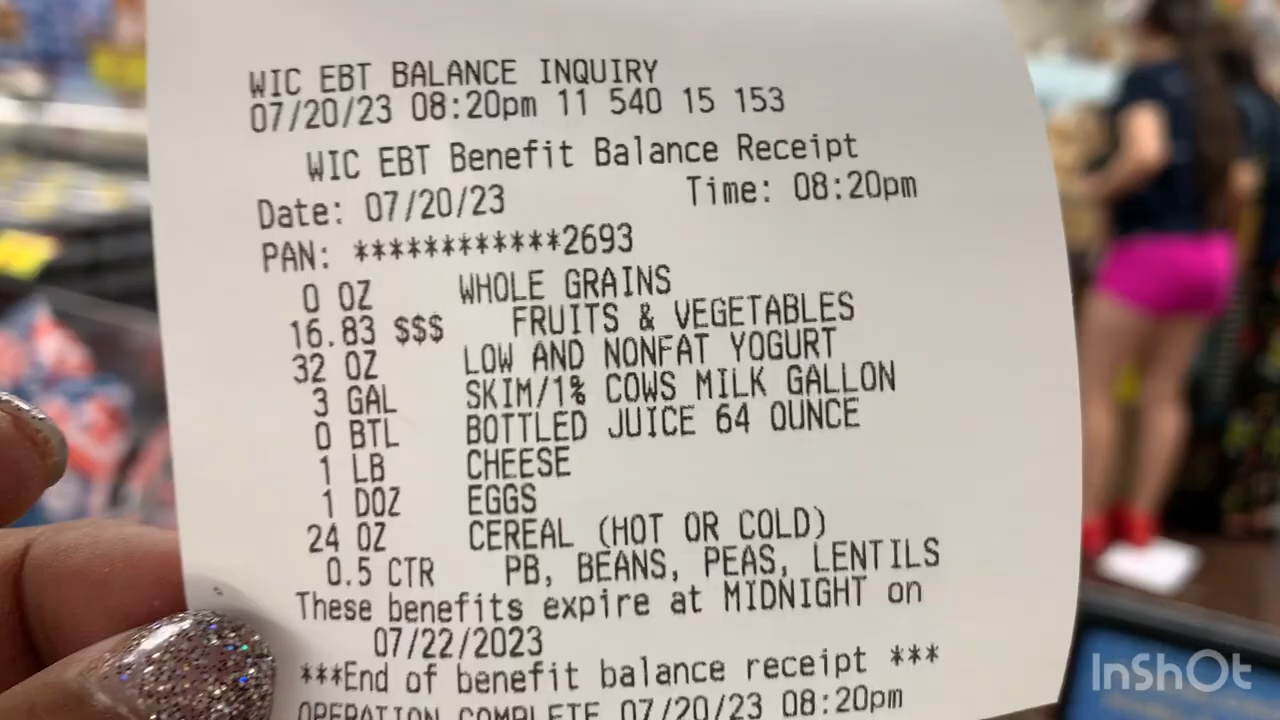 WIC EBT BALANCE INQUIRY
07/20/23 08:20pm 11 540 15 153
WIC EBT Benefit Balance Receipt
Date: 07/20/23 Time: 08:20pm
PAN: ************2693
0 OZ WHOLE GRAINS
16.83 $$$ FRUITS & VEGETABLES
32 OZ LOW AND NONFAT YOGURT
3 GAL SKIM/1% COWS MILK GALLON
0 BTL BOTTLED JUICE 64 OUNCE
1 LB CHEESE
1 DOZ EGGS
24 OZ CEREAL (HOT OR COLD)
0.5 CTR PB, BEANS, PEAS, LENTILS
These benefits expire at MIDNIGHT on
07/22/2023
***End of benefit balance receipt ***
OPERATION COMPLETE 07/20/23 08:20pm
InShOt